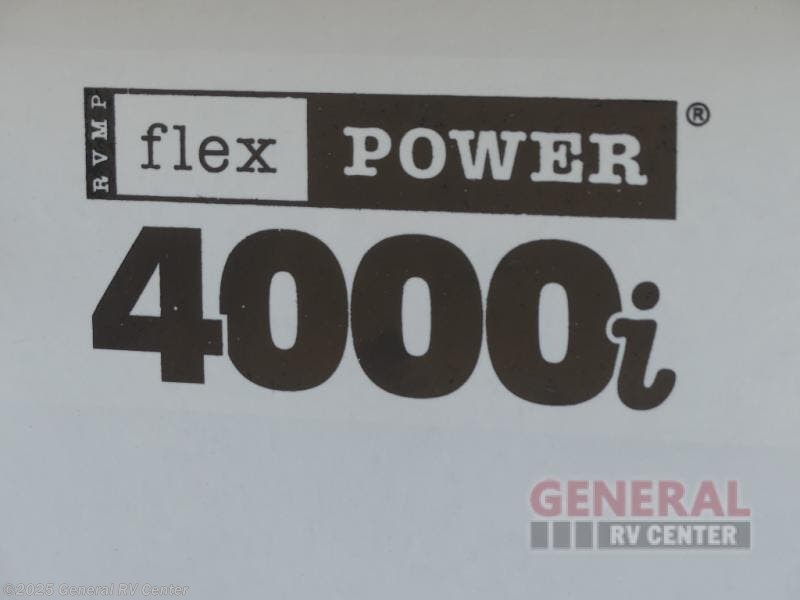 RVMP flex POWER ®
4000i
GENERAL
RV CENTER
©2025 General RV Center